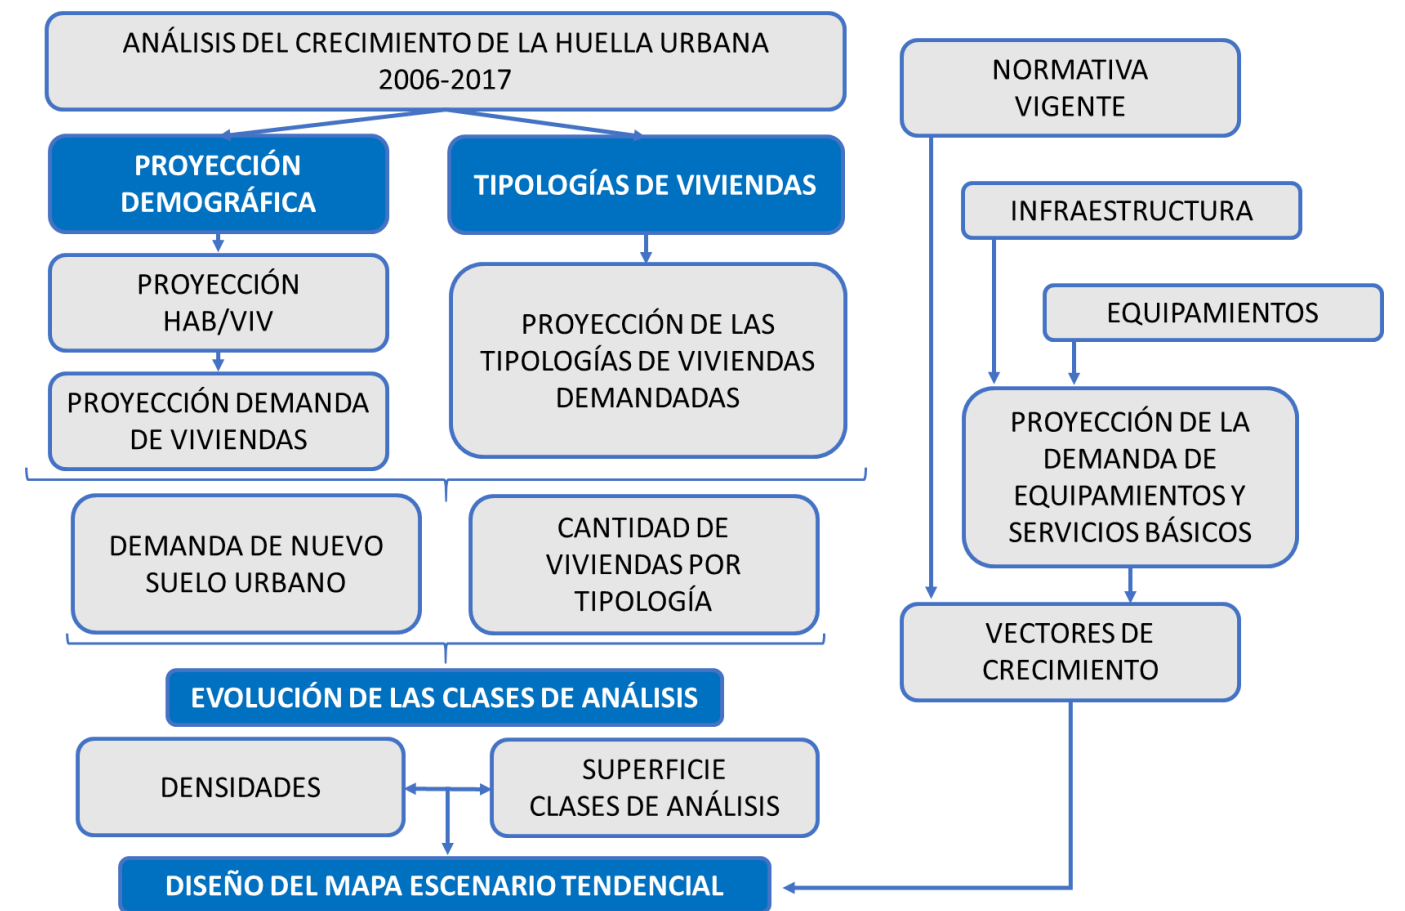 ANÁLISIS DEL CRECIMIENTO DE LA HUELLA URBANA
2006-2017
PROYECCIÓN
DEMOGRÁFICA
TIPOLOGÍAS DE VIVIENDAS
PROYECCIÓN
HAB/VIV
PROYECCIÓN DEMANDA
DE VIVIENDAS
PROYECCIÓN DE LAS
TIPOLOGÍAS DE VIVIENDAS
DEMANDADAS
DEMANDA DE NUEVO
SUELO URBANO
CANTIDAD DE
VIVIENDAS POR
TIPOLOGÍA
EVOLUCIÓN DE LAS CLASES DE ANÁLISIS
DENSIDADES
SUPERFICIE
CLASES DE ANÁLISIS
DISEÑO DEL MAPA ESCENARIO TENDENCIAL
NORMATIVA
VIGENTE
INFRAESTRUCTURA
EQUIPAMIENTOS
PROYECCIÓN DE LA
DEMANDA DE
EQUIPAMIENTOS Y
SERVICIOS BÁSICOS
VECTORES DE
CRECIMIENTO